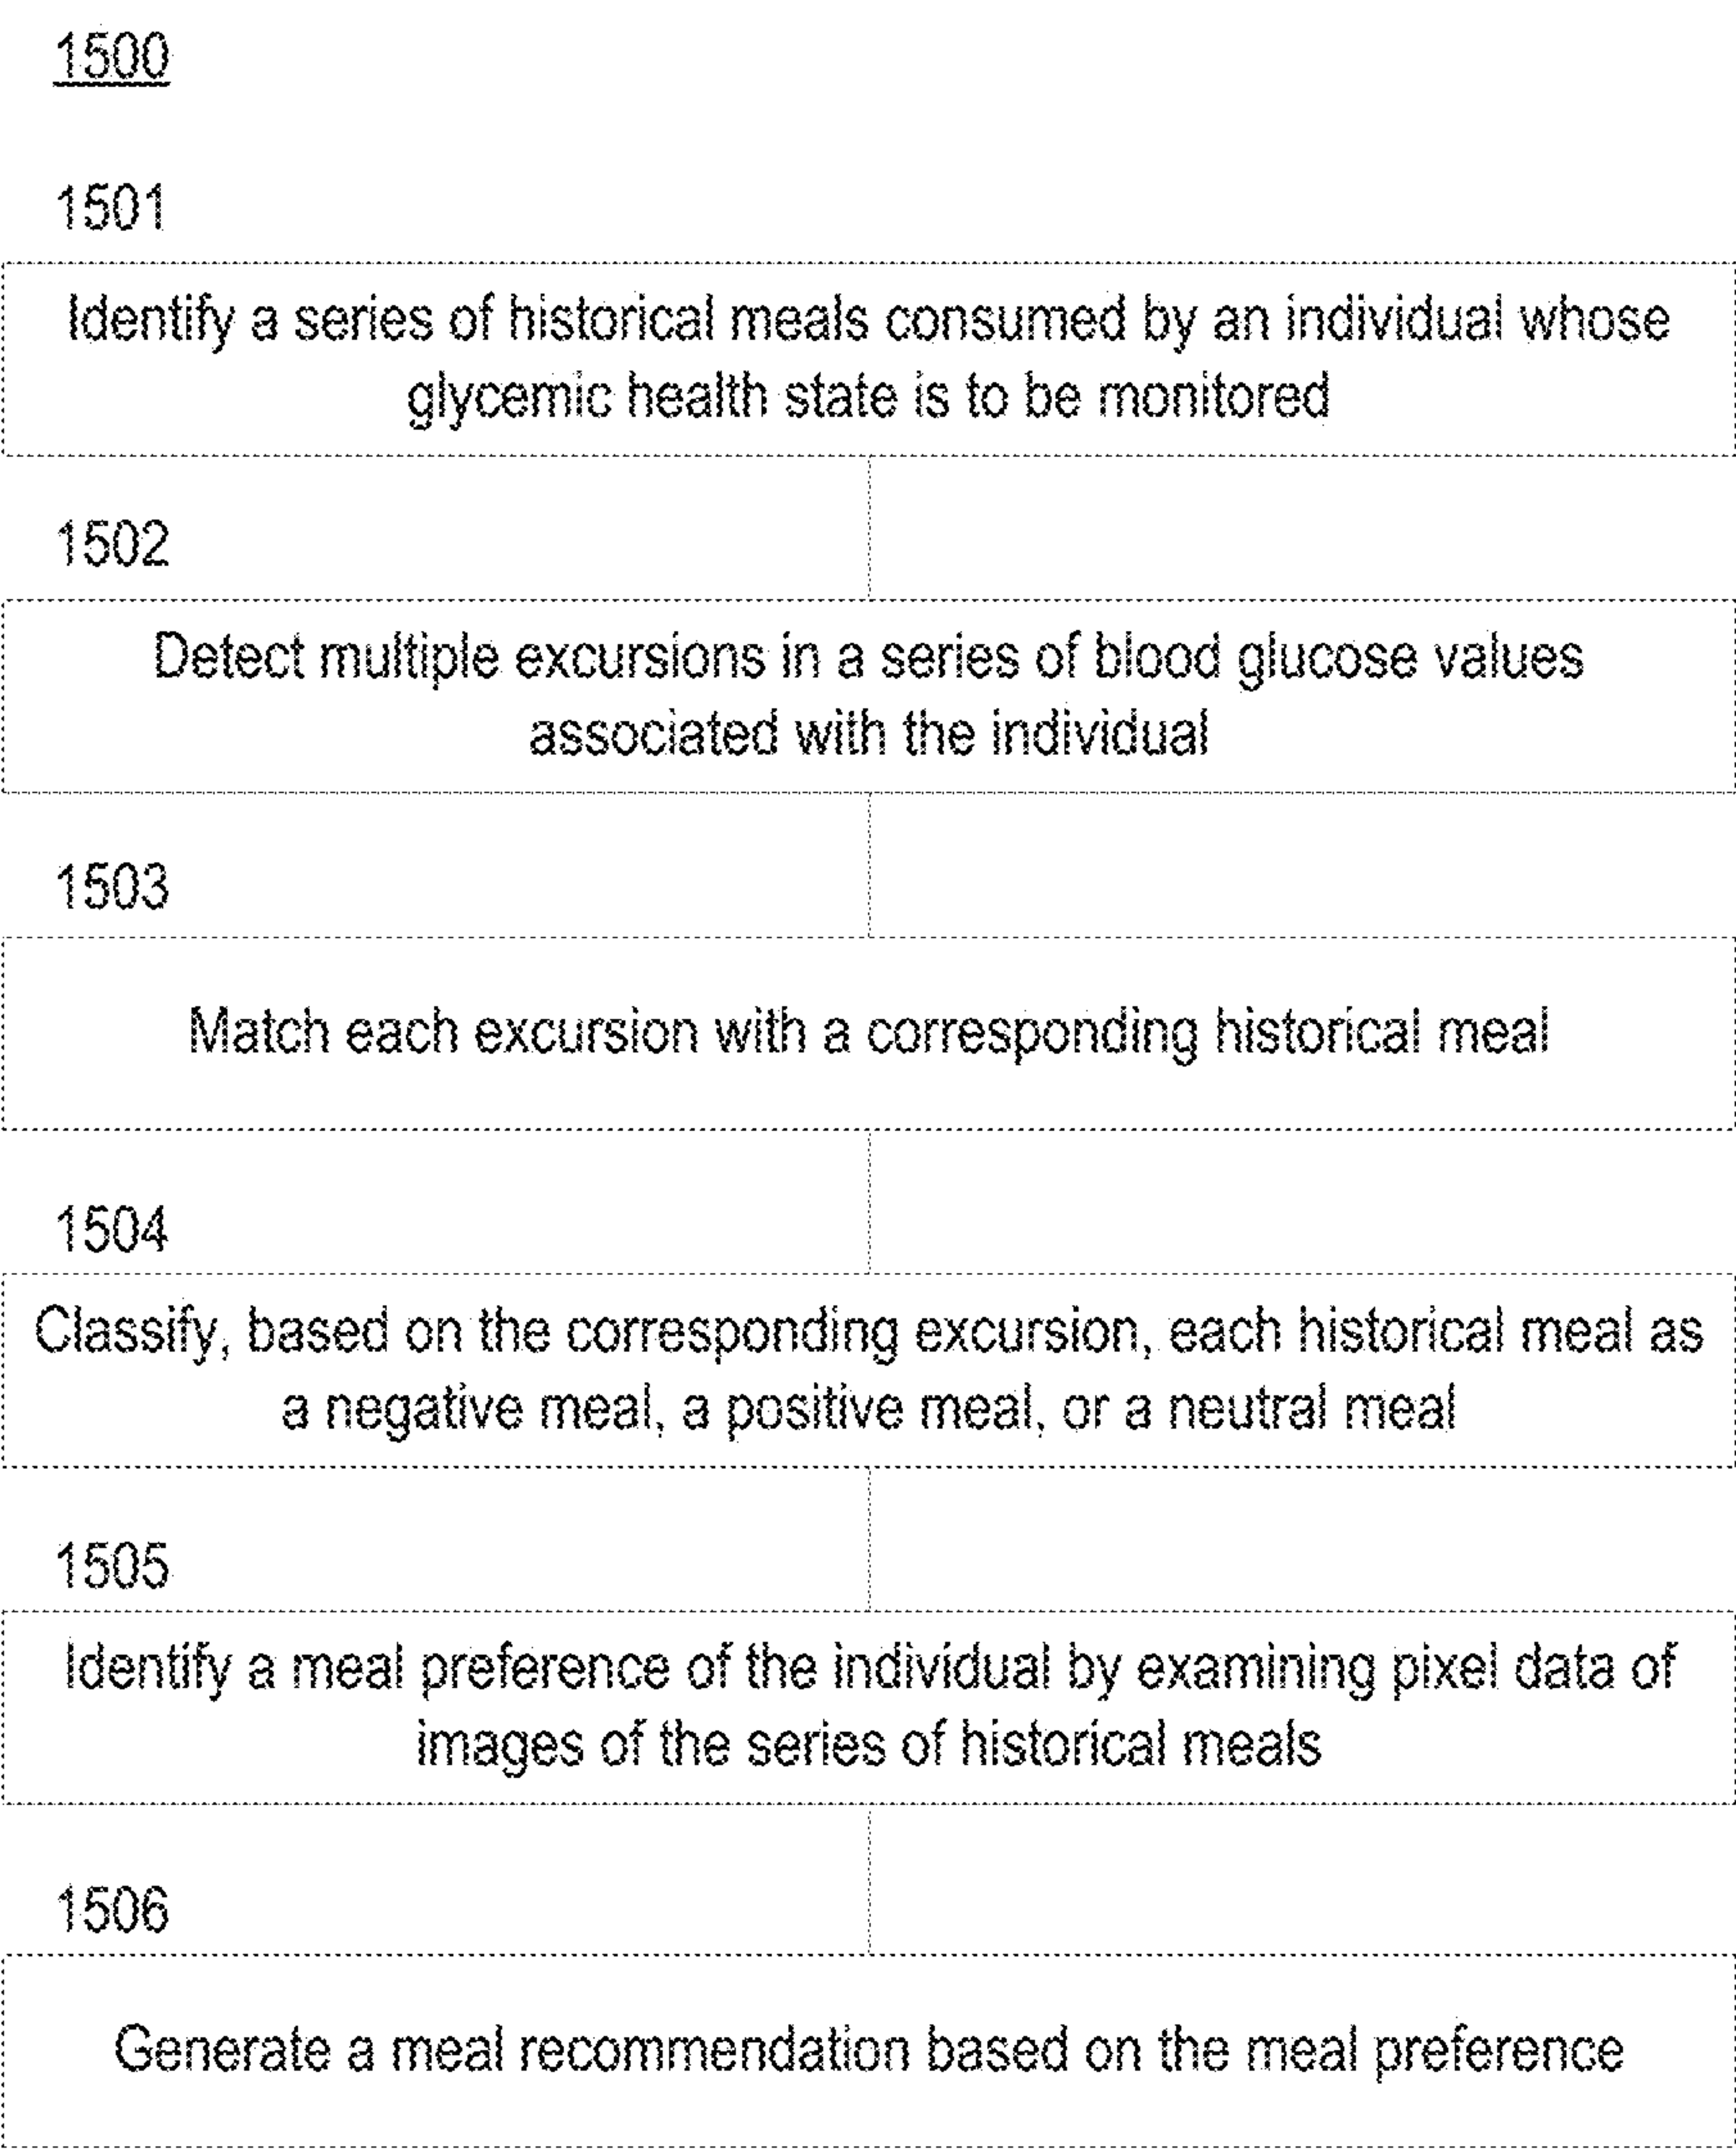 1500
1501
Identify a series of historical meals consumed by an individual whose
glycemic health state is to be monitored
1502
Detect multiple excursions in a series of blood glucose values
associated with the individual
1503
Match each excursion with a corresponding historical meal
1504
Classify, based on the corresponding excursion, each historical meal as
a negative meal, a positive meal, or a neutral meal
1505
Identify a meal preference of the individual by examining pixel data of
images of the series of historical meals
1506
Generate a meal recommendation based on the meal preference